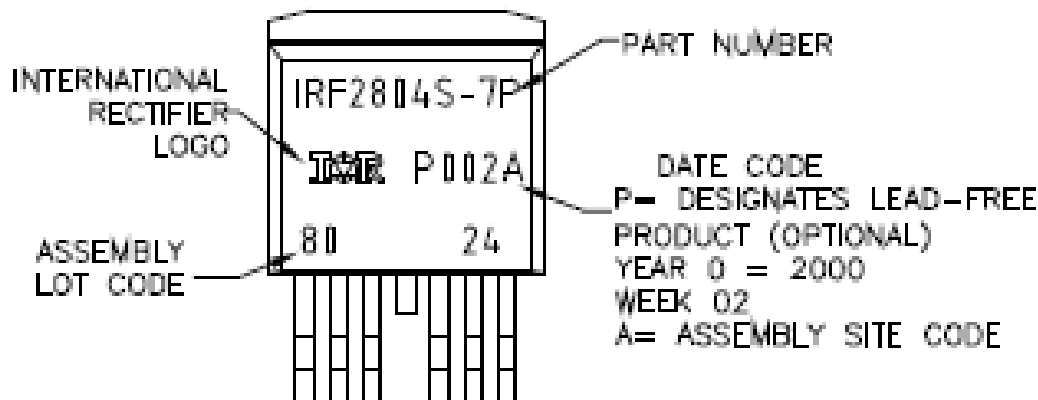 PART NUMBER
INTERNATIONAL
RECTIFIER
LOGO
IRF2804S-7P
IOR P002A
DATE CODE
P= DESIGNATES LEAD-FREE
PRODUCT (OPTIONAL)
YEAR 0 = 2000
WEEK 02
A= ASSEMBLY SITE CODE
ASSEMBLY
LOT CODE
80 24